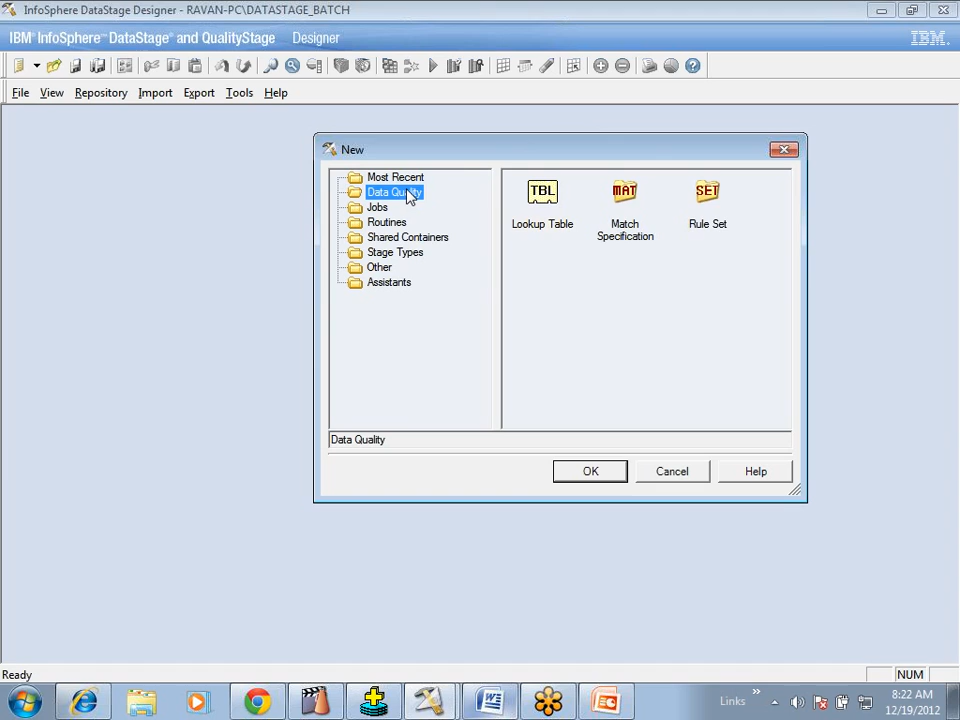 InfoSphere DataStage Designer - RAVAN-PC\DATASTAGE_BATCH
IBM® InfoSphere™ DataStage® and QualityStage Designer
IBM.
File View Repository Import Export Tools Help
New
Most Recent
Data Quality
Jobs
Routines
Shared Containers
Stage Types
Other
Assistants
TBL
Lookup Table
MAT
Match
Specification
SET
Rule Set
Data Quality
OK Cancel Help
Ready
NUM
Links
8:22 AM
12/19/2012